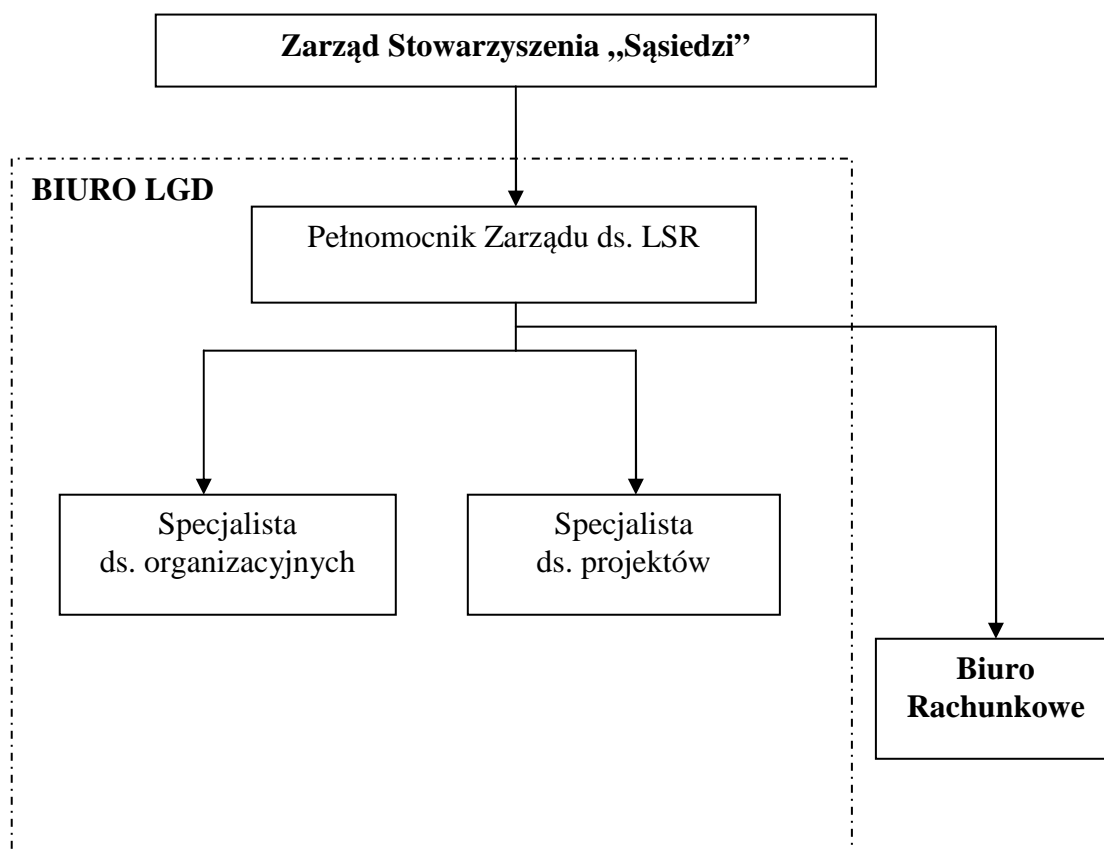 Zarząd Stowarzyszenia „Sąsiedzi”
BIURO LGD
Pełnomocnik Zarządu ds. LSR
Specjalista
ds. organizacyjnych
Specjalista
ds. projektów
Biuro
Rachunkowe